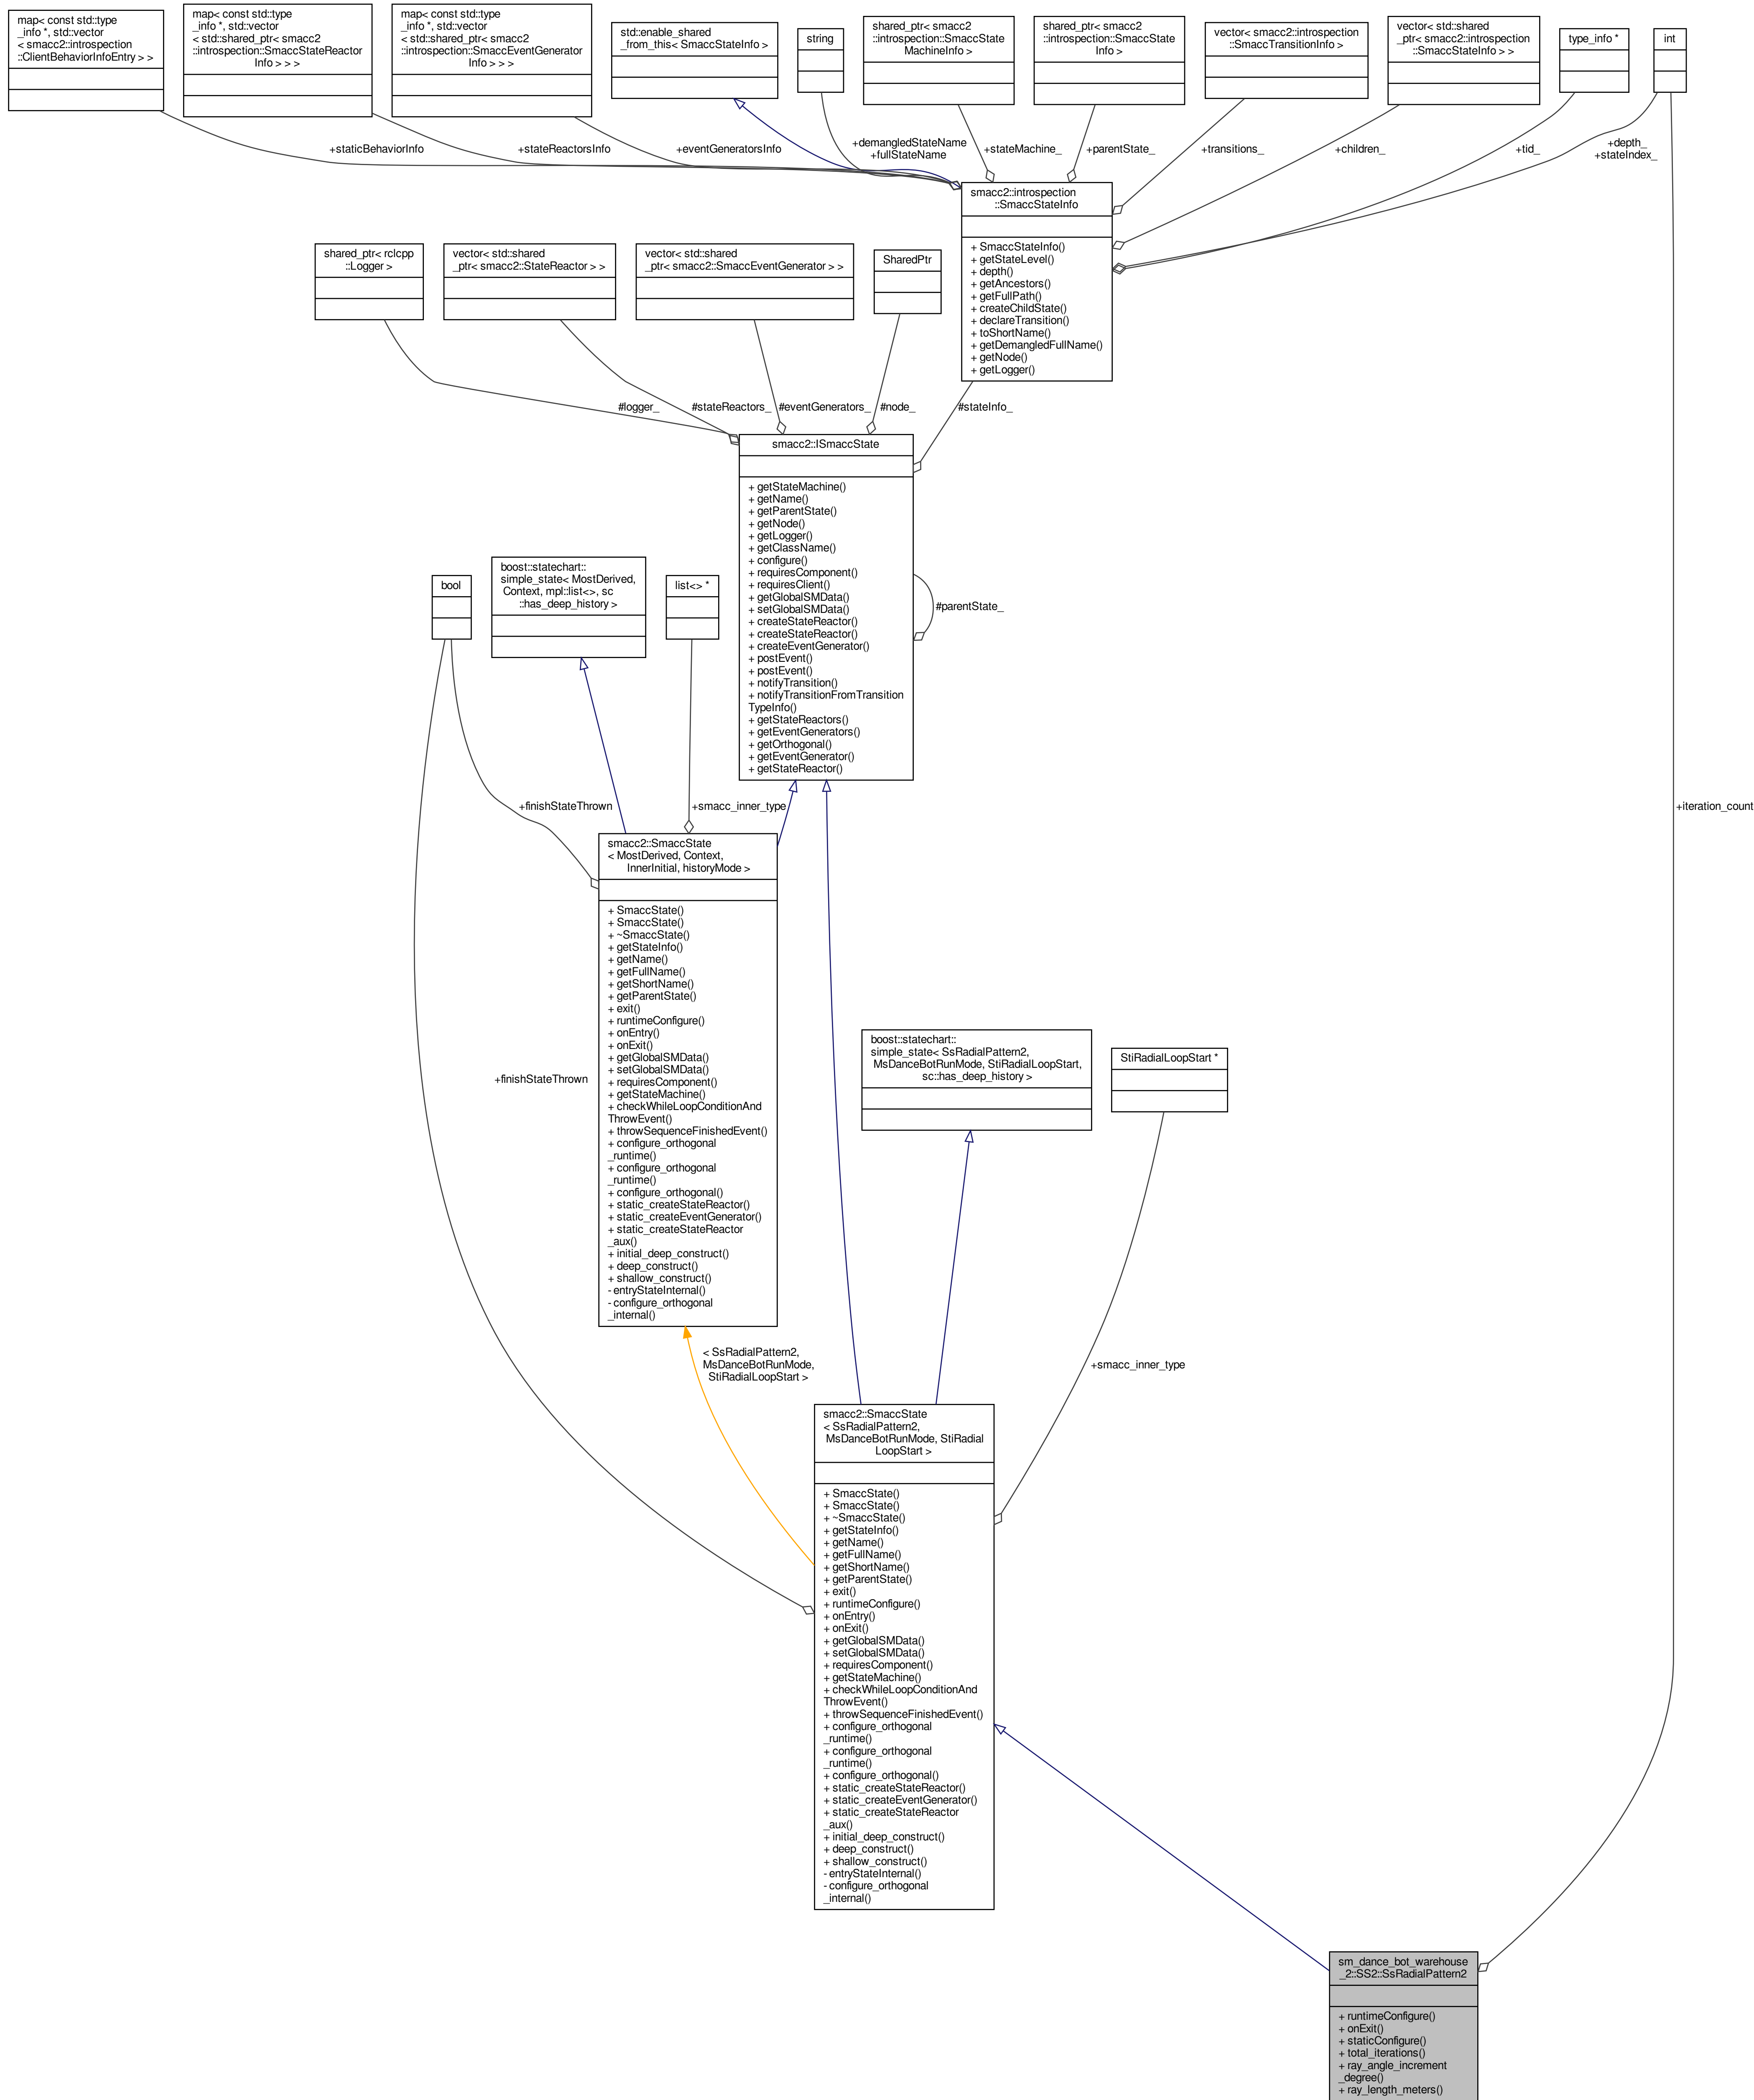 map< const std::type
_info *, std::vector
< smacc2::introspection
::ClientBehaviorInfoEntry > >
map< const std::type
_info *, std::vector
< std::shared_ptr< smacc2
::introspection::SmaccStateReactor
Info > > >
map< const std::type
_info *, std::vector
< std::shared_ptr< smacc2
::introspection::SmaccEventGenerator
Info > > >
std::enable_shared
_from_this< SmaccStateInfo >
string
shared_ptr< smacc2
::introspection::SmaccState
MachineInfo >
shared_ptr< smacc2
::introspection::SmaccState
Info >
vector< smacc2::introspection
::SmaccTransitionInfo >
vector< std::shared
_ptr< smacc2::introspection
::SmaccStateInfo > >
type_info *
int
+staticBehaviorInfo
+stateReactorsInfo
+eventGeneratorsInfo
+demangledStateName
+fullStateName
+stateMachine_
+parentState_
+transitions_
+children_
+tid_
+depth_
+stateIndex_
smacc2::introspection
::SmaccStateInfo
+ SmaccStateInfo()
+ getStateLevel()
+ depth()
+ getAncestors()
+ getFullPath()
+ createChildState()
+ declareTransition()
+ toShortName()
+ getDemangledFullName()
+ getNode()
+ getLogger()
shared_ptr< rclcpp
::Logger >
vector< std::shared
_ptr< smacc2::StateReactor > >
vector< std::shared
_ptr< smacc2::SmaccEventGenerator > >
SharedPtr
#logger_
#stateReactors_
#eventGenerators_
#node_
#stateInfo_
smacc2::ISmaccState
+ getStateMachine()
+ getName()
+ getParentState()
+ getNode()
+ getLogger()
+ getClassName()
+ configure()
+ requiresComponent()
+ requiresClient()
+ getGlobalSMData()
+ setGlobalSMData()
+ createStateReactor()
+ createStateReactor()
+ createEventGenerator()
+ postEvent()
+ postEvent()
+ notifyTransition()
+ notifyTransitionFromTransition
TypeInfo()
+ getStateReactors()
+ getEventGenerators()
+ getOrthogonal()
+ getEventGenerator()
+ getStateReactor()
#parentState_
bool
boost::statechart::
simple_state< MostDerived,
Context, mpl::list<>, sc
::has_deep_history >
list<> *
+finishStateThrown
+smacc_inner_type
+iteration_count
smacc2::SmaccState
< MostDerived, Context,
InnerInitial, historyMode >
+ SmaccState()
+ SmaccState()
+ ~SmaccState()
+ getStateInfo()
+ getName()
+ getFullName()
+ getShortName()
+ getParentState()
+ exit()
+ runtimeConfigure()
+ onEntry()
+ onExit()
+ getGlobalSMData()
+ setGlobalSMData()
+ requiresComponent()
+ getStateMachine()
+ checkWhileLoopConditionAnd
ThrowEvent()
+ throwSequenceFinishedEvent()
+ configure_orthogonal
_runtime()
+ configure_orthogonal
_runtime()
+ configure_orthogonal()
+ static_createStateReactor()
+ static_createEventGenerator()
+ static_createStateReactor
_aux()
+ initial_deep_construct()
+ deep_construct()
+ shallow_construct()
- entryStateInternal()
- configure_orthogonal
_internal()
+finishStateThrown
boost::statechart::
simple_state< SsRadialPattern2,
MsDanceBotRunMode, StiRadialLoopStart,
sc::has_deep_history >
StiRadialLoopStart *
< SsRadialPattern2,
MsDanceBotRunMode,
StiRadialLoopStart >
+smacc_inner_type
smacc2::SmaccState
< SsRadialPattern2,
MsDanceBotRunMode, StiRadial
LoopStart >
+ SmaccState()
+ SmaccState()
+ ~SmaccState()
+ getStateInfo()
+ getName()
+ getFullName()
+ getShortName()
+ getParentState()
+ exit()
+ runtimeConfigure()
+ onEntry()
+ onExit()
+ getGlobalSMData()
+ setGlobalSMData()
+ requiresComponent()
+ getStateMachine()
+ checkWhileLoopConditionAnd
ThrowEvent()
+ throwSequenceFinishedEvent()
+ configure_orthogonal
_runtime()
+ configure_orthogonal
_runtime()
+ configure_orthogonal()
+ static_createStateReactor()
+ static_createEventGenerator()
+ static_createStateReactor
_aux()
+ initial_deep_construct()
+ deep_construct()
+ shallow_construct()
- entryStateInternal()
- configure_orthogonal
_internal()
sm_dance_bot_warehouse
_2::SS2::SsRadialPattern2
+ runtimeConfigure()
+ onExit()
+ staticConfigure()
+ total_iterations()
+ ray_angle_increment
_degree()
+ ray_length_meters()